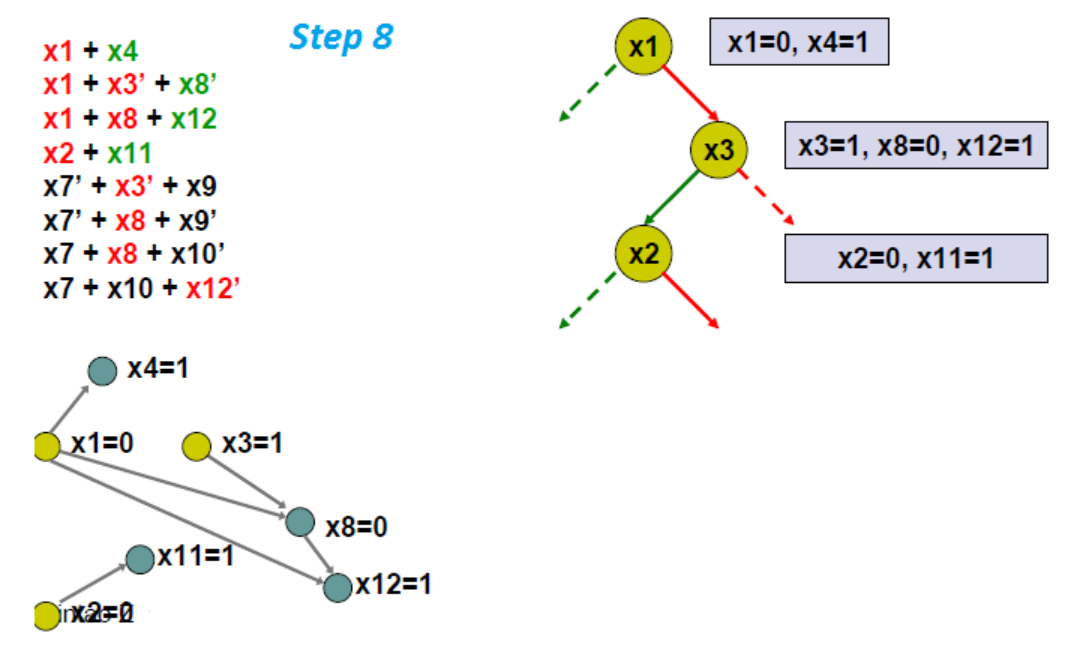 Step 8
x1 + x4
x1 + x3’ + x8’
x1 + x8 + x12
x2 + x11
x7’ + x3’ + x9
x7’ + x8 + x9’
x7 + x8 + x10’
x7 + x10 + x12’
x1
x1=0, x4=1
x3
x3=1, x8=0, x12=1
x2
x2=0, x11=1
x4=1
x1=0
x3=1
x8=0
x11=1
x12=1
x2=0